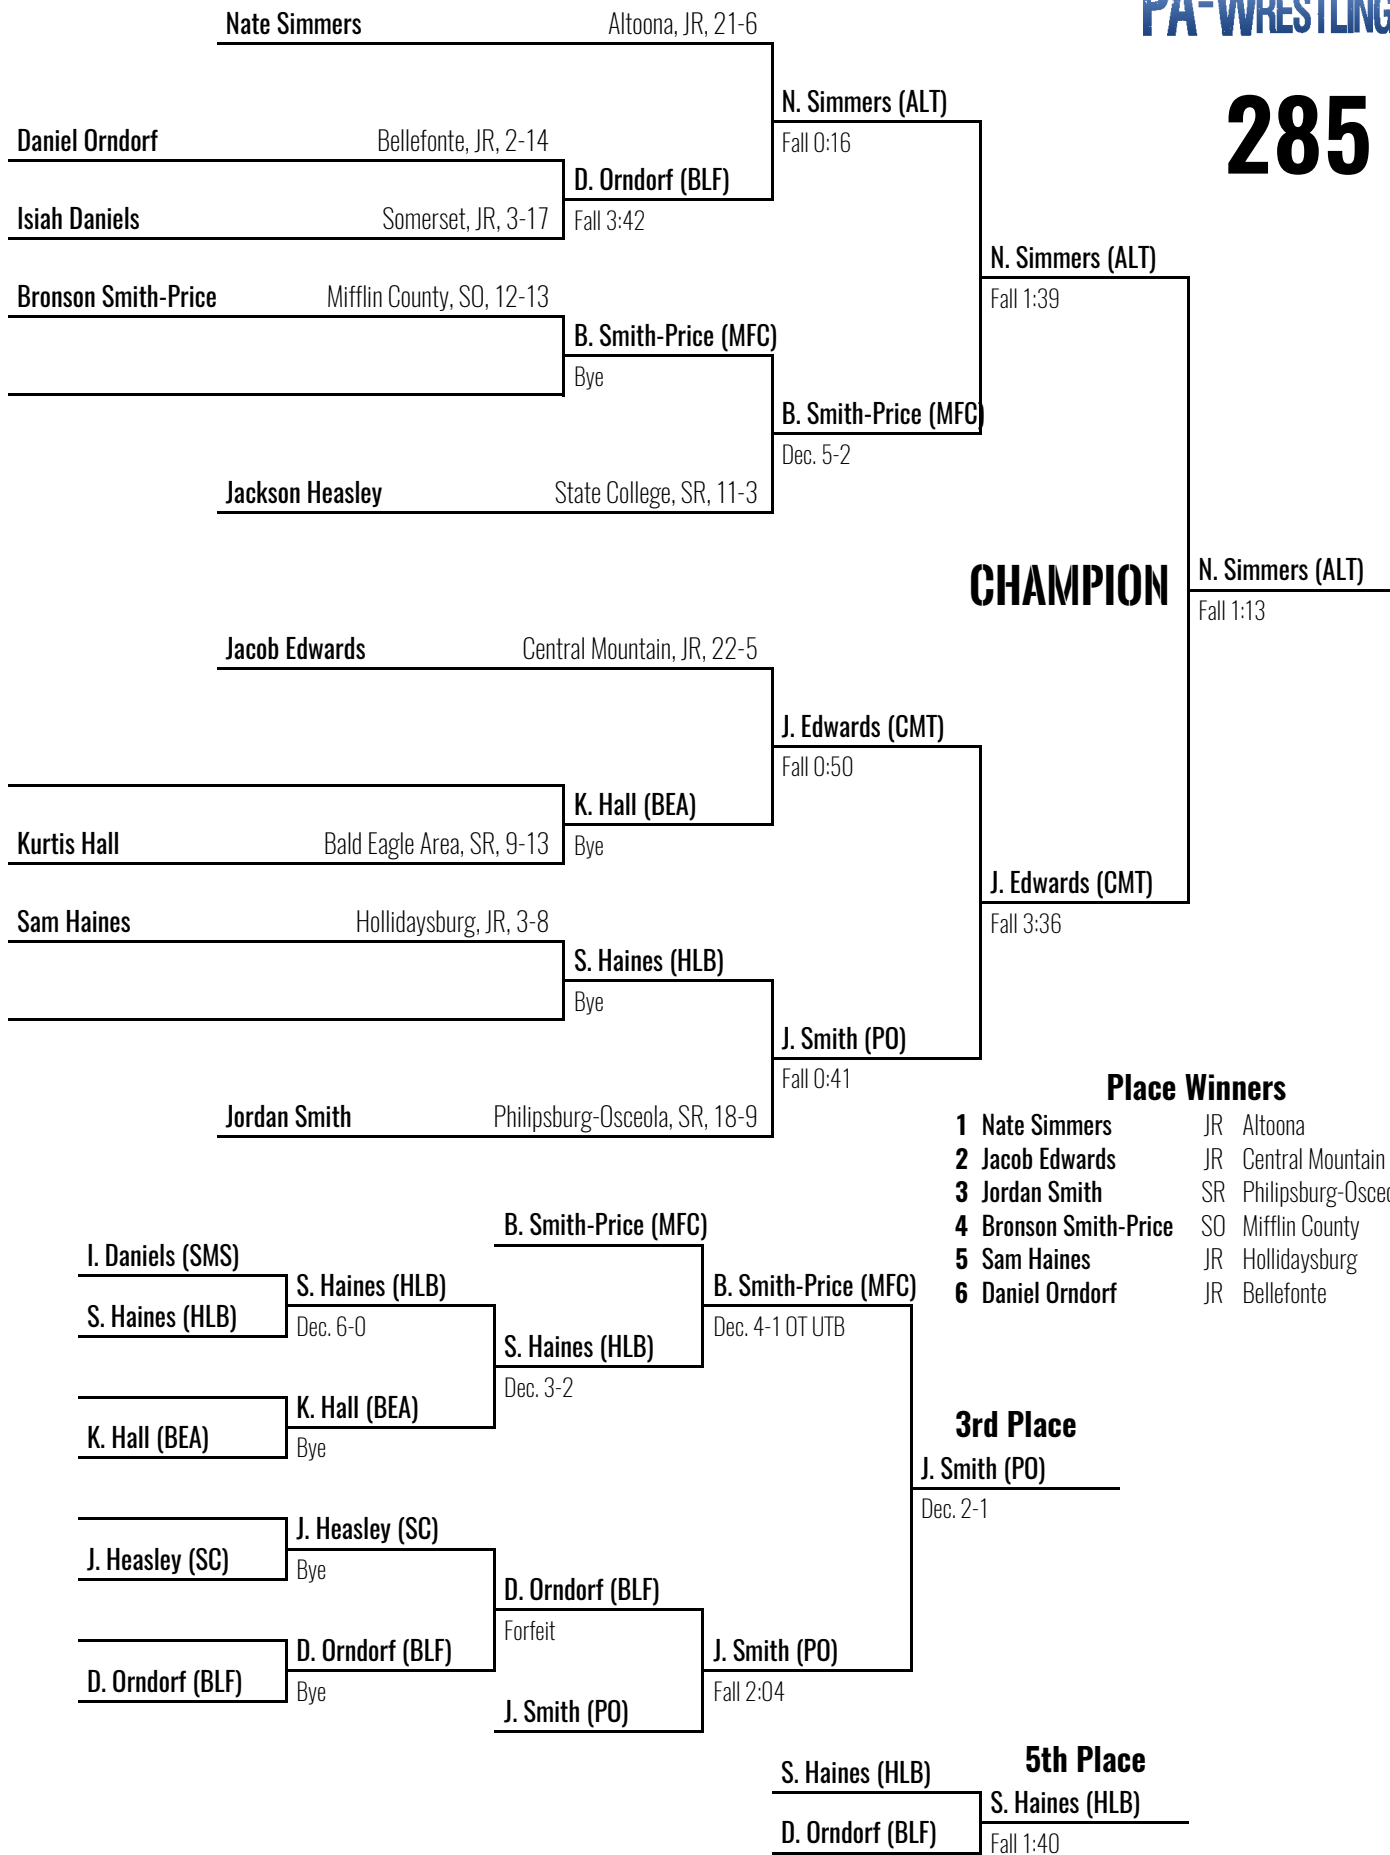 Nate Simmers Altoona, JR, 21-6
PA-WRESTLING
N. Simmers (ALT)
285
Daniel Orndorf Bellefonte, JR, 2-14
Fall 0:16
D. Orndorf (BLF)
Isiah Daniels Somerset, JR, 3-17
Fall 3:42
N. Simmers (ALT)
Bronson Smith-Price Mifflin County, SO, 12-13
Fall 1:39
B. Smith-Price (MFC)
Bye
B. Smith-Price (MFC)
Dec. 5-2
Jackson Heasley State College, SR, 11-3
CHAMPION
N. Simmers (ALT)
Fall 1:13
Jacob Edwards Central Mountain, JR, 22-5
J. Edwards (CMT)
Fall 0:50
K. Hall (BEA)
Kurtis Hall Bald Eagle Area, SR, 9-13
Bye
J. Edwards (CMT)
Sam Haines Hollidaysburg, JR, 3-8
Fall 3:36
S. Haines (HLB)
Bye
J. Smith (PO)
Fall 0:41
Jordan Smith Philipsburg-Osceola, SR, 18-9
Place Winners
1 Nate Simmers JR Altoona
2 Jacob Edwards JR Central Mountain
3 Jordan Smith SR
4 Bronson Smith-Price SO Mifflin County
5 Sam Haines JR Hollidaysburg
6 Daniel Orndorf JR Bellefonte
B. Smith-Price (MFC)
I. Daniels (SMS)
S. Haines (HLB)
B. Smith-Price (MFC)
S. Haines (HLB)
Dec. 6-0
Dec. 4-1 OT UTB
S. Haines (HLB)
Dec. 3-2
K. Hall (BEA)
3rd Place
K. Hall (BEA)
Bye
J. Smith (PO)
Dec. 2-1
J. Heasley (SC)
J. Heasley (SC)
Bye
D. Orndorf (BLF)
Forfeit
D. Orndorf (BLF)
J. Smith (PO)
D. Orndorf (BLF)
Bye
Fall 2:04
J. Smith (PO)
5th Place
S. Haines (HLB)
S. Haines (HLB)
D. Orndorf (BLF)
Fall 1:40